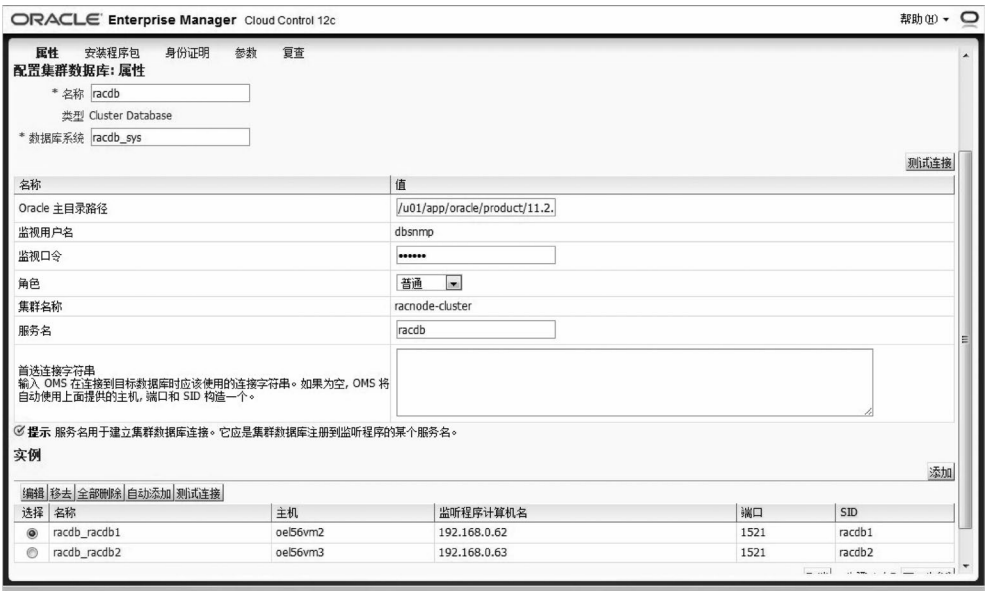 ORACLE Enterprise Manager Cloud Control 12c
帮助(H)
属性 安装程序包 身份证明 参数 复查
配置集群数据库: 属性
* 名称 racdb
类型 Cluster Database
* 数据库系统 racdb_sys
测试连接
名称 值
Oracle 主目录路径 /u01/app/oracle/product/11.2.
监视用户名 dbsnmp
监视口令 ••••••
角色 普通
集群名称 racnode-cluster
服务名 racdb
首选连接字符串
输入 OMS 在连接到目标数据库时应该使用的连接字符串。如果为空, OMS 将
自动使用上面提供的主机, 端口和 SID 构造一个。
提示 服务名用于建立集群数据库连接。它应是集群数据库注册到监听程序的某个服务名。
实例
添加
编辑 移去 全部删除 自动添加 测试连接
选择 名称 主机 监听程序计算机名 端口 SID
racdb_racdb1 oel56vm2 192.168.0.62 1521 racdb1
racdb_racdb2 oel56vm3 192.168.0.63 1521 racdb2